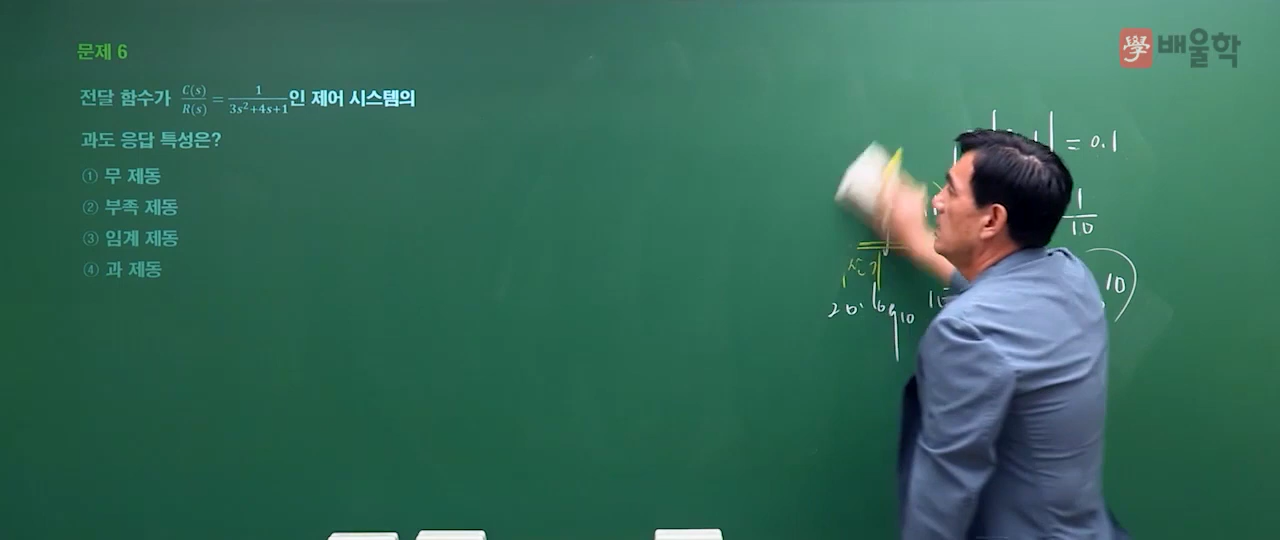 문제 6
學 배울학
전달 함수가 C(s)/R(s) = 1/3s²+4s+1 인 제어 시스템의
과도 응답 특성은?
① 무 제동
② 부족 제동
③ 임계 제동
④ 과 제동
= 0.1
1/10
10
20 log10